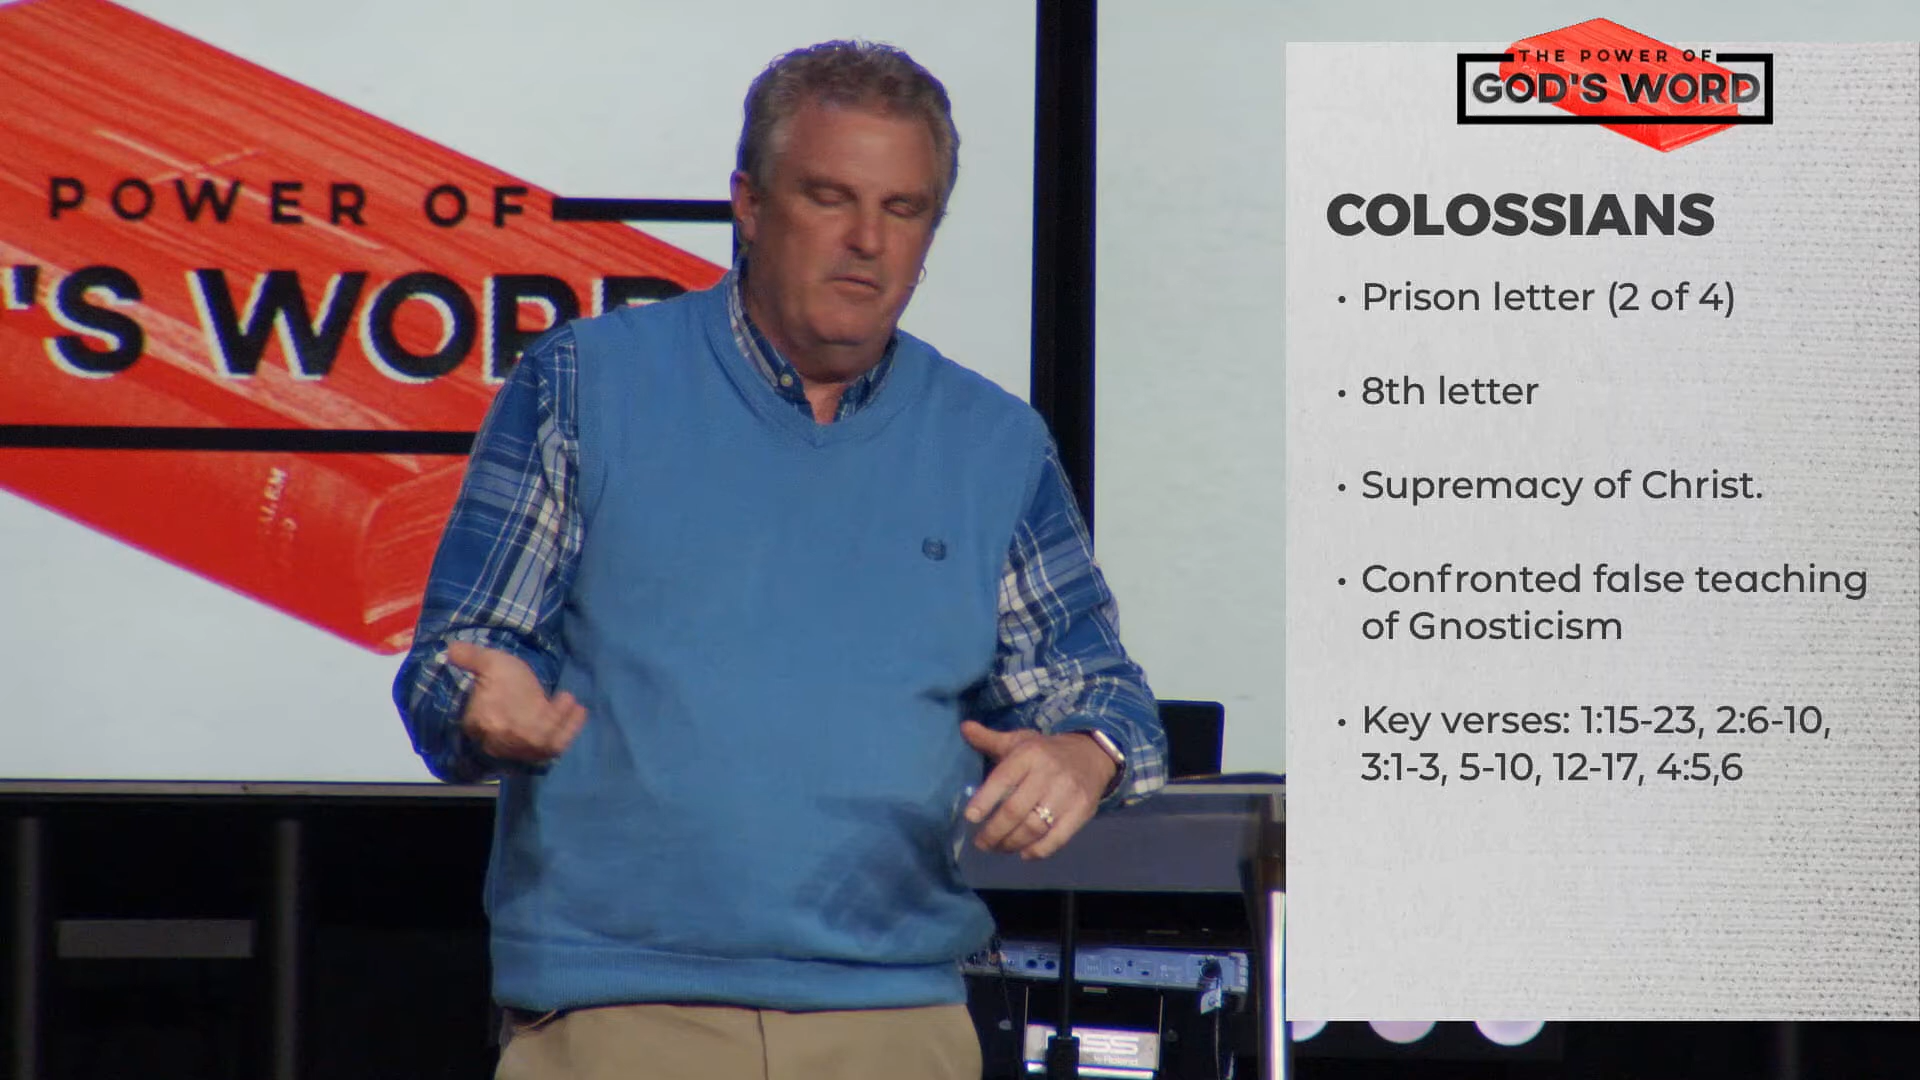 POWER OF
'S WORD
THE POWER OF
GOD'S WORD
COLOSSIANS
• Prison letter (2 of 4)
• 8th letter
• Supremacy of Christ.
• Confronted false teaching
of Gnosticism
• Key verses: 1:15-23, 2:6-10,
3:1-3, 5-10, 12-17, 4:5,6